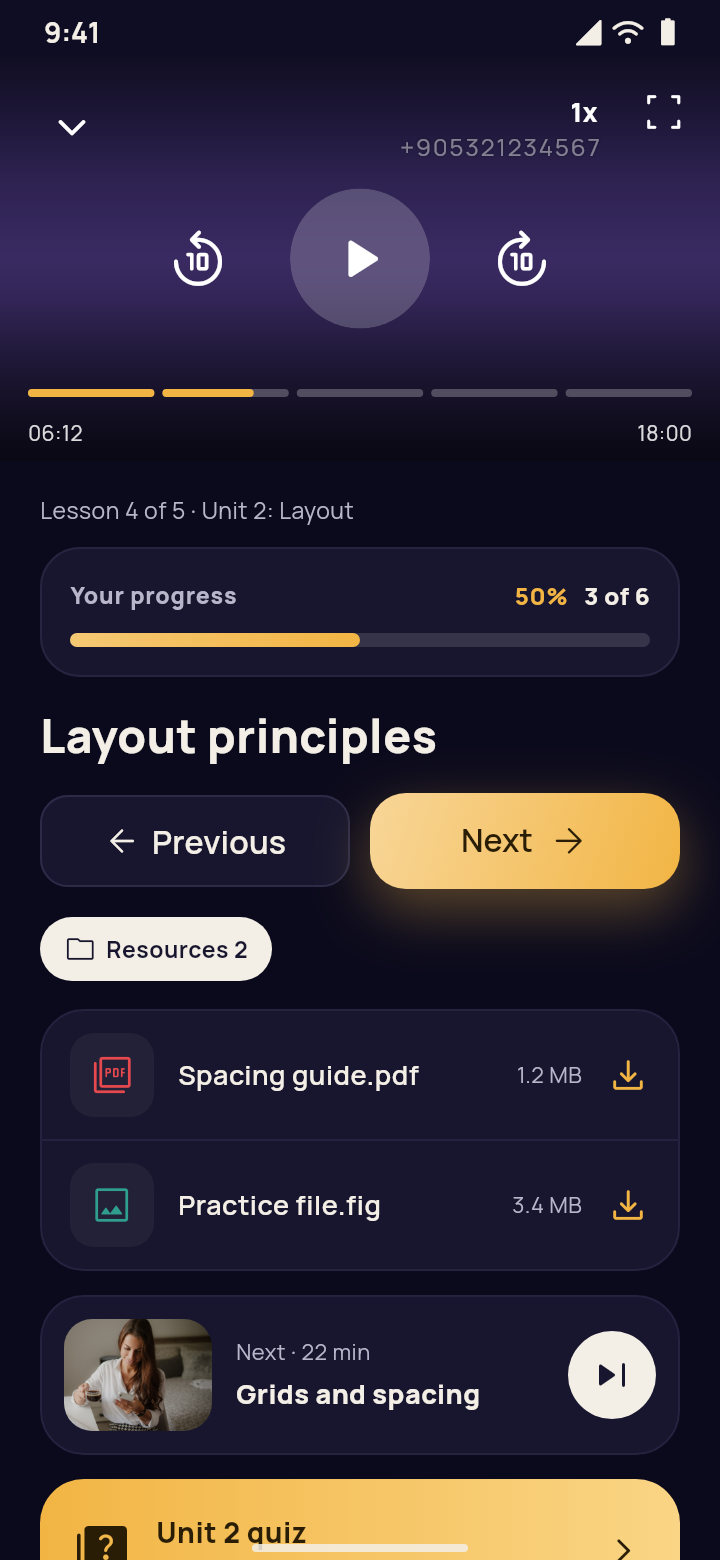 9:41
1x
+905321234567
10
10
06:12
18:00
Lesson 4 of 5 · Unit 2: Layout
Your progress
50% 3 of 6
Layout principles
Previous
Next
Resources 2
PDF
Spacing guide.pdf
1.2 MB
Practice file.fig
3.4 MB
Next · 22 min
Grids and spacing
?
Unit 2 quiz